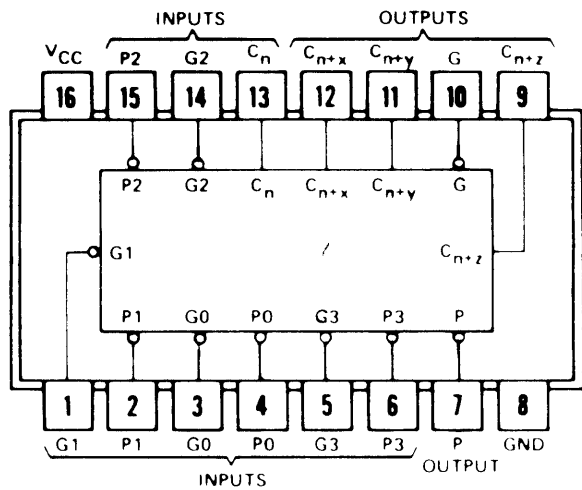 INPUTS OUTPUTS
VCC P2 G2 Cn Cn+x Cn+y G Cn+z
16 15 14 13 12 11 10 9
P2 G2 Cn Cn+x Cn+y G
G1 Cn+z
P1 G0 P0 G3 P3 P
1 2 3 4 5 6 7 8
G1 P1 G0 P0 G3 P3 P GND
INPUTS OUTPUT